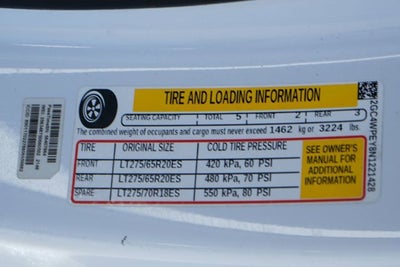 TIRE AND LOADING INFORMATION
SEATING CAPACITY TOTAL 5 FRONT 2 REAR 3
The combined weight of occupants and cargo must never exceed 1462 kg or 3224 lbs.
TIRE ORIGINAL SIZE COLD TIRE PRESSURE
FRONT LT275/65R20ES 420 kPa, 60 PSI
REAR LT275/65R20ES 480 kPa, 70 PSI
SPARE LT275/70R18ES 550 kPa, 80 PSI
SEE OWNER'S
MANUAL FOR
ADDITIONAL
INFORMATION
2GC4WPEY8N1221428